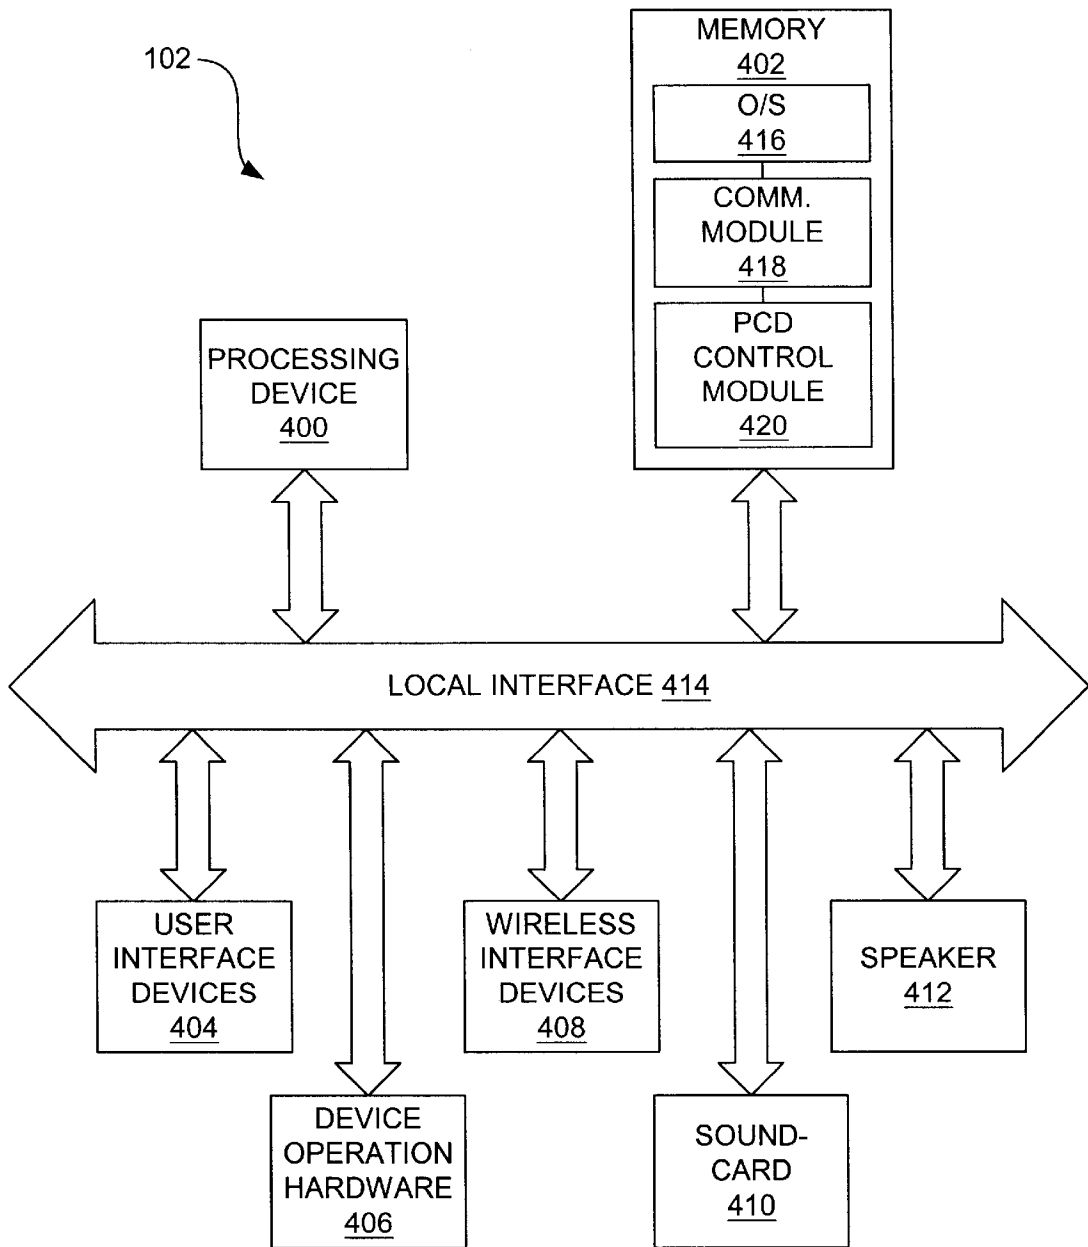 102
MEMORY
402
O/S
416
COMM.
MODULE
418
PCD
CONTROL
MODULE
420
PROCESSING
DEVICE
400
LOCAL INTERFACE 414
USER
INTERFACE
DEVICES
404
WIRELESS
INTERFACE
DEVICES
408
SPEAKER
412
DEVICE
OPERATION
HARDWARE
406
SOUND-
CARD
410